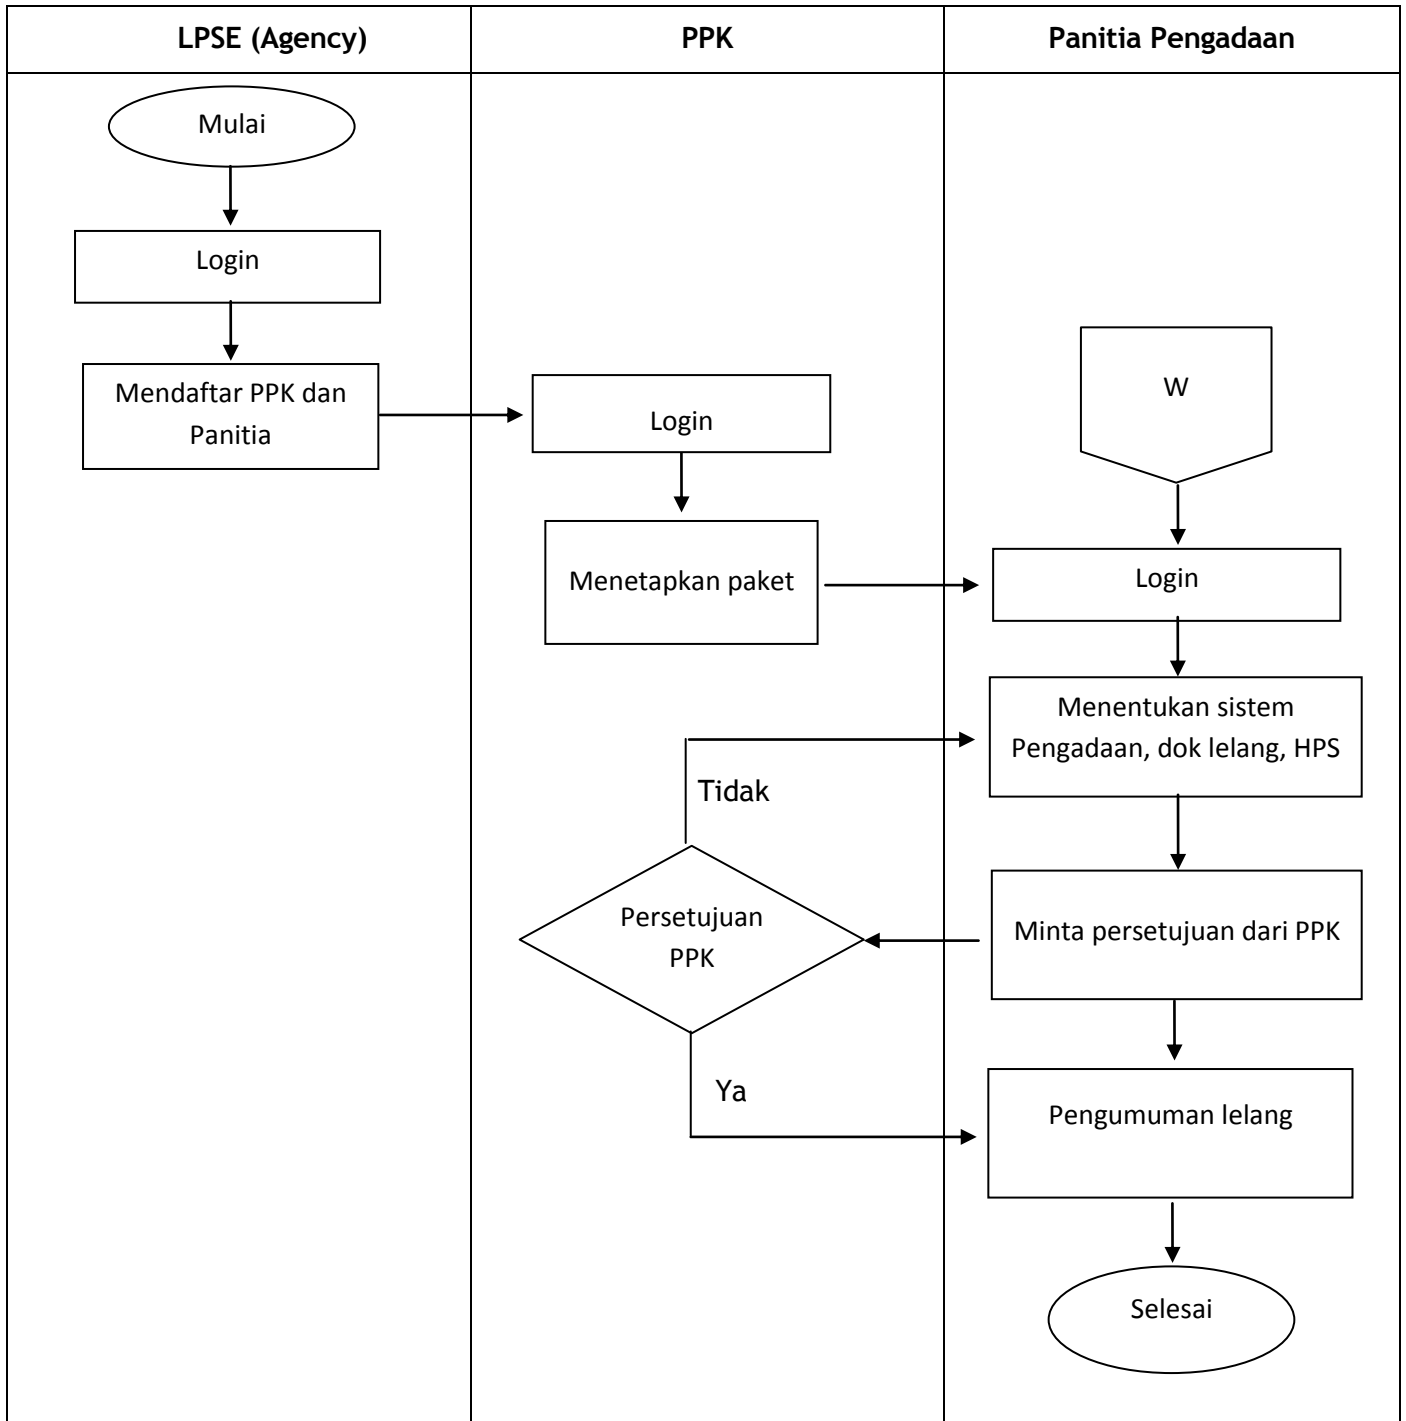 LPSE (Agency)
PPK
Panitia Pengadaan
Mulai
Login
Mendaftar PPK dan
Panitia
Login
Menetapkan paket
W
Login
Menentukan sistem
Pengadaan, dok lelang, HPS
Tidak
Persetujuan
PPK
Minta persetujuan dari PPK
Ya
Pengumuman lelang
Selesai